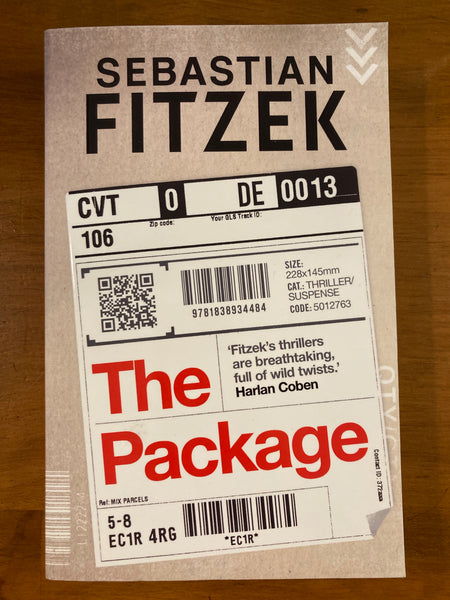 SEBASTIAN
FITZEK
CVT 0 DE 0013
Zip code: Your GLS Track ID:
106
SIZE:
228x145mm
CAT.: THRILLER/
SUSPENSE
CODE: 5012763
9781838934484
'Fitzek's thrillers
are breathtaking,
full of wild twists.'
Harlan Coben
The
Package
Ref: MIX PARCELS
5-8
EC1R 4RG
*EC1R*